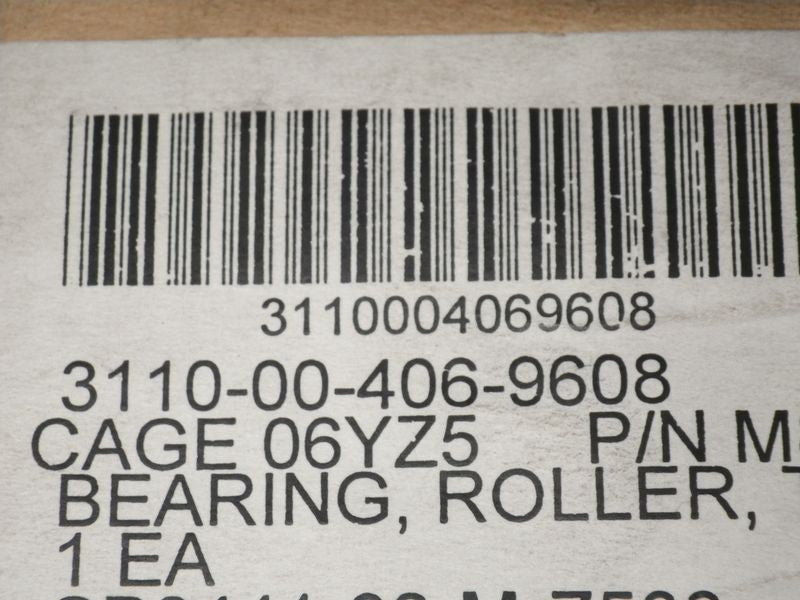 3110004069608
3110-00-406-9608
CAGE 06YZ5 P/N
BEARING, ROLLER,
1 EA